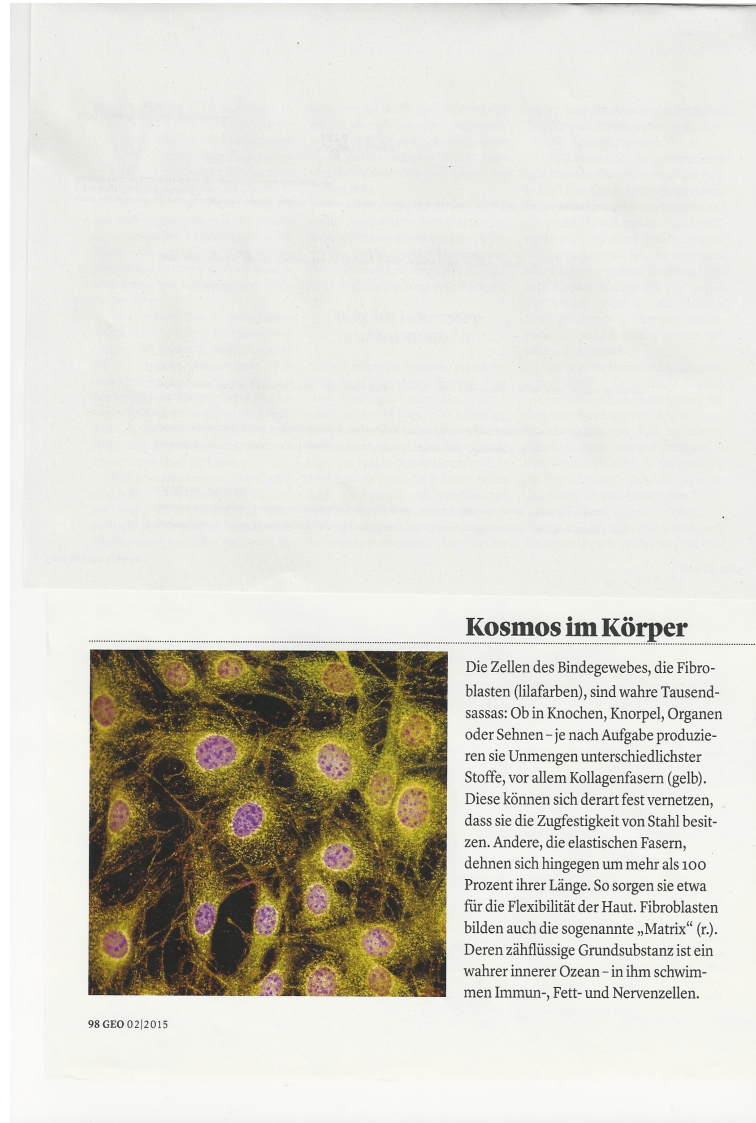 Kosmos im Körper
Die Zellen des Bindegewebes, die Fibro-
blasten (lilafarben), sind wahre Tausend-
sassas: Ob in Knochen, Knorpel, Organen
oder Sehnen – je nach Aufgabe produzie-
ren sie Unmengen unterschiedlichster
Stoffe, vor allem Kollagenfasern (gelb).
Diese können sich derart fest vernetzen,
dass sie die Zugfestigkeit von Stahl besit-
zen. Andere, die elastischen Fasern,
dehnen sich hingegen um mehr als 100
Prozent ihrer Länge. So sorgen sie etwa
für die Flexibilität der Haut. Fibroblasten
bilden auch die sogenannte „Matrix“ (r.).
Deren zähflüssige Grundsubstanz ist ein
wahrer innerer Ozean – in ihm schwim-
men Immun-, Fett- und Nervenzellen.
98 GEO 02|2015